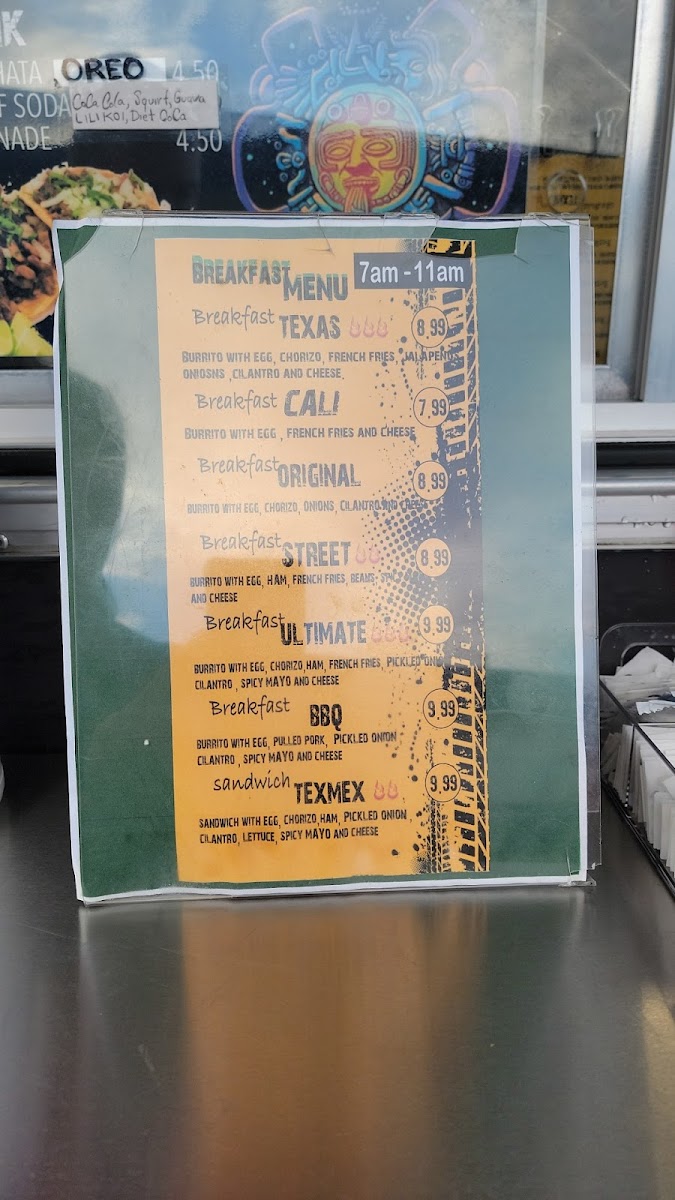 HATA OREO 4.50
F SODA CoCa Cola, Squirt, Guava
LILIKOI, Diet CoCa
NADE 4.50
BREAKFAST MENU 7am - 11am
Breakfast TEXAS 8.99
BURRITO WITH EGG, CHORIZO, FRENCH FRIES, JALAPEÑOS,
ONIOSNS ,CILANTRO AND CHEESE,
Breakfast CALI 7.99
BURRITO WITH EGG , FRENCH FRIES AND CHEESE
Breakfast ORIGINAL 8.99
BURRITO WITH EGG, CHORIZO, ONIONS, CILANTRO AND CHEESE
Breakfast STREET 8.99
BURRITO WITH EGG, HAM, FRENCH FRIES, BEANS,
AND CHEESE
Breakfast ULTIMATE 9.99
BURRITO WITH EGG, CHORIZO,HAM, FRENCH FRIES, PICKLED ONION
CILANTRO , SPICY MAYO AND CHEESE
Breakfast BBQ 9.99
BURRITO WITH EGG, PULLED PORK, PICKLED ONION
CILANTRO , SPICY MAYO AND CHEESE
sandwich TEXMEX 9.99
SANDWICH WITH EGG, CHORIZO,HAM, PICKLED ONION,
CILANTRO, LETTUCE, SPICY MAYO AND CHEESE